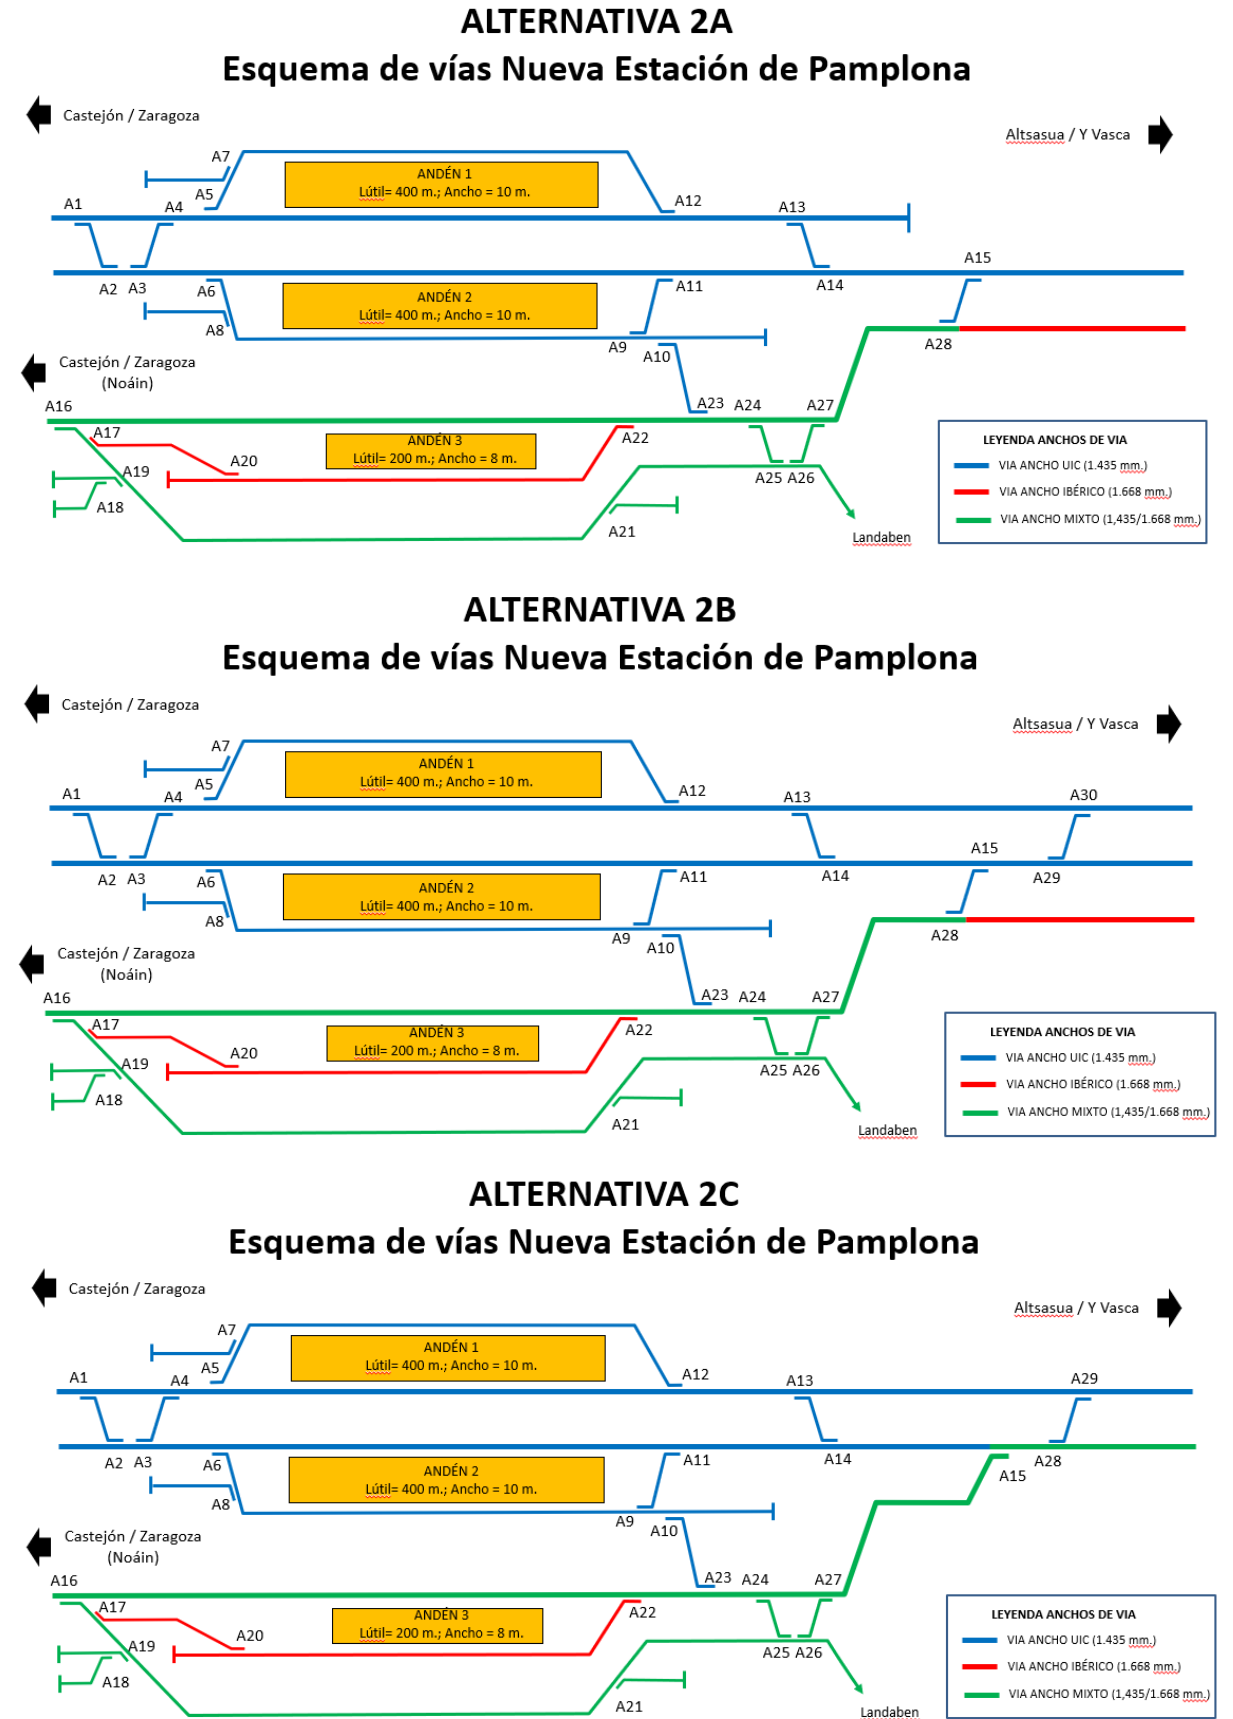 ALTERNATIVA 2A
Esquema de vías Nueva Estación de Pamplona
Castejón / Zaragoza
Altsasua / Y Vasca
A7
ANDÉN 1
Lútil= 400 m.; Ancho = 10 m.
A1
A4
A5
A12
A13
A2
A3
A6
ANDÉN 2
Lútil= 400 m.; Ancho = 10 m.
A11
A14
A15
A8
A9
A10
A28
Castejón / Zaragoza
(Noáin)
A16
A17
A23
A24
A27
ANDÉN 3
Lútil= 200 m.; Ancho = 8 m.
A22
A20
A19
A18
A25
A26
A21
Landaben
LEYENDA ANCHOS DE VIA
VIA ANCHO UIC (1.435 mm.)
VIA ANCHO IBÉRICO (1.668 mm.)
VIA ANCHO MIXTO (1,435/1.668 mm.)
ALTERNATIVA 2B
Esquema de vías Nueva Estación de Pamplona
Castejón / Zaragoza
Altsasua / Y Vasca
A7
ANDÉN 1
Lútil= 400 m.; Ancho = 10 m.
A1
A4
A5
A12
A13
A30
A2
A3
A6
ANDÉN 2
Lútil= 400 m.; Ancho = 10 m.
A11
A14
A15
A29
A8
A9
A10
A28
Castejón / Zaragoza
(Noáin)
A16
A17
A23
A24
A27
ANDÉN 3
Lútil= 200 m.; Ancho = 8 m.
A22
A20
A19
A18
A25
A26
A21
Landaben
LEYENDA ANCHOS DE VIA
VIA ANCHO UIC (1.435 mm.)
VIA ANCHO IBÉRICO (1.668 mm.)
VIA ANCHO MIXTO (1,435/1.668 mm.)
ALTERNATIVA 2C
Esquema de vías Nueva Estación de Pamplona
Castejón / Zaragoza
Altsasua / Y Vasca
A7
ANDÉN 1
Lútil= 400 m.; Ancho = 10 m.
A1
A4
A5
A12
A13
A29
A2
A3
A6
ANDÉN 2
Lútil= 400 m.; Ancho = 10 m.
A11
A14
A28
A15
A8
A9
A10
Castejón / Zaragoza
(Noáin)
A16
A17
A23
A24
A27
ANDÉN 3
Lútil= 200 m.; Ancho = 8 m.
A22
A20
A19
A18
A25
A26
A21
Landaben
LEYENDA ANCHOS DE VIA
VIA ANCHO UIC (1.435 mm.)
VIA ANCHO IBÉRICO (1.668 mm.)
VIA ANCHO MIXTO (1,435/1.668 mm.)